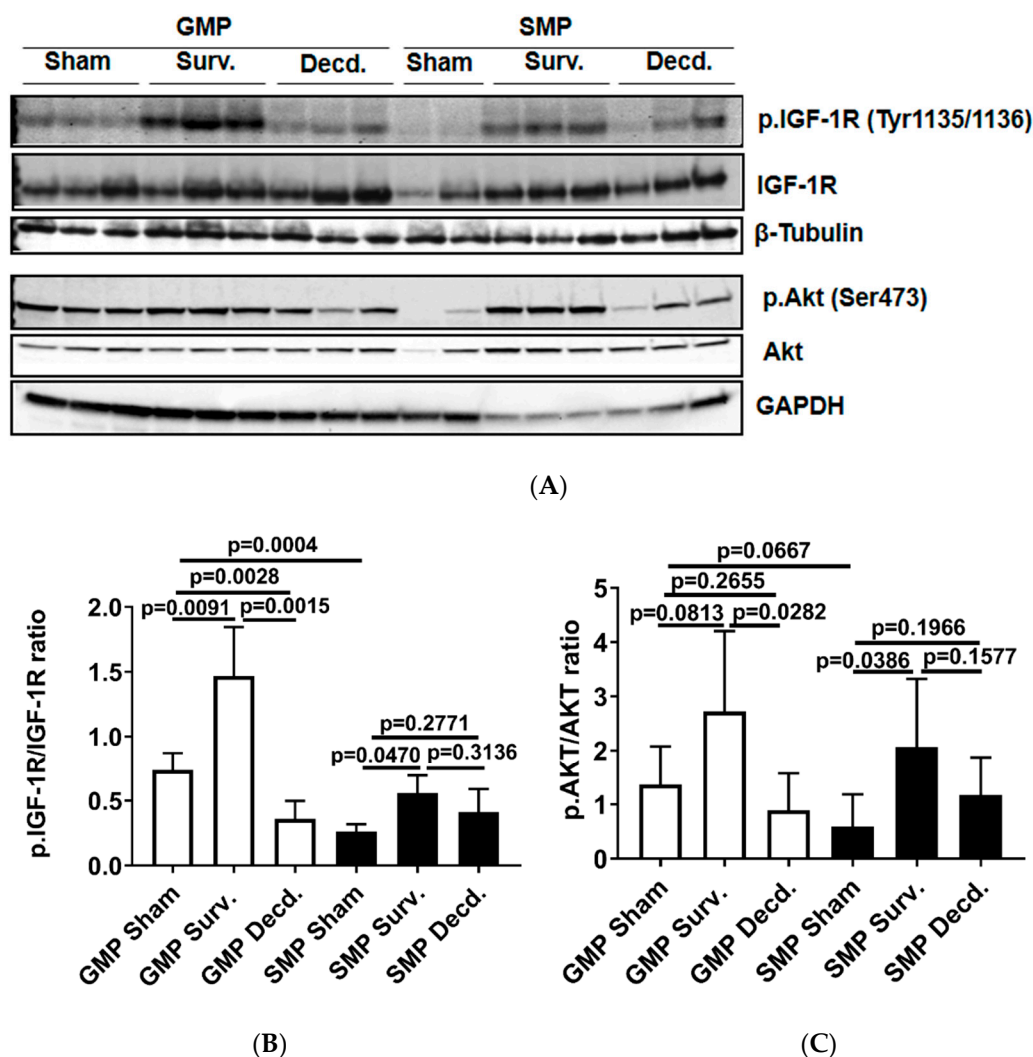 GMP SMP
Sham Surv. Decd. Sham Surv. Decd.
p.IGF-1R (Tyr1135/1136)
IGF-1R
β-Tubulin
p.Akt (Ser473)
Akt
GAPDH
(A)
p.IGF-1R/IGF-1R ratio
p=0.0004
p=0.0028
p=0.0091 p=0.0015
p=0.2771
p=0.0470 p=0.3136
2.0
1.5
1.0
0.5
0.0
GMP Sham
GMP Surv.
GMP Decd.
SMP Sham
SMP Surv.
SMP Decd.
(B)
p.AKT/AKT ratio
p=0.0667
p=0.2655
p=0.0813 p=0.0282
p=0.1966
p=0.0386 p=0.1577
5
4
3
2
1
0
GMP Sham
GMP Surv.
GMP Decd.
SMP Sham
SMP Surv.
SMP Decd.
(C)